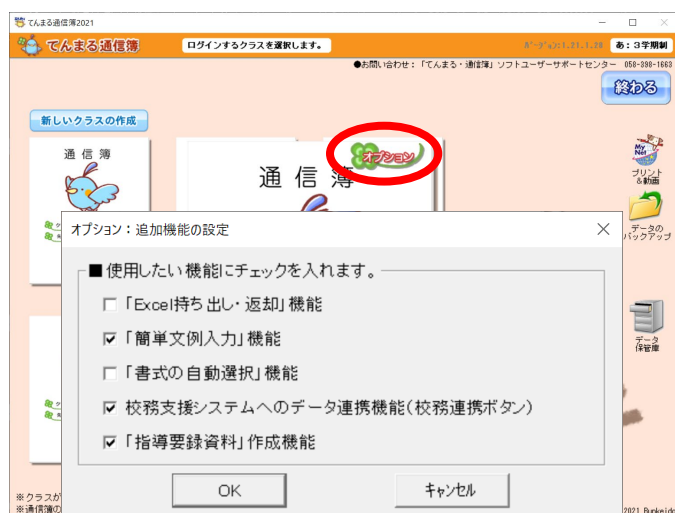 てんまる通信簿2021
てんまる通信簿
ログインするクラスを選択します。
ﾊﾞｰｼﾞｮﾝ:1.21.1.28
あ：3学期制
●お問い合わせ：「てんまる・通信簿」ソフトユーザーサポートセンター 058-398-1668
終わる
新しいクラスの作成
通信簿
通信簿
オプション
My Net
プリント
&動画
データの
バックアップ
データ
保管庫
オプション：追加機能の設定
■使用したい機能にチェックを入れます。
「Excel持ち出し・返却」機能
「簡単文例入力」機能
「書式の自動選択」機能
校務支援システムへのデータ連携機能(校務連携ボタン)
「指導要録資料」作成機能
OK
キャンセル
※クラスが
※通信簿の
2021 Bunkeido